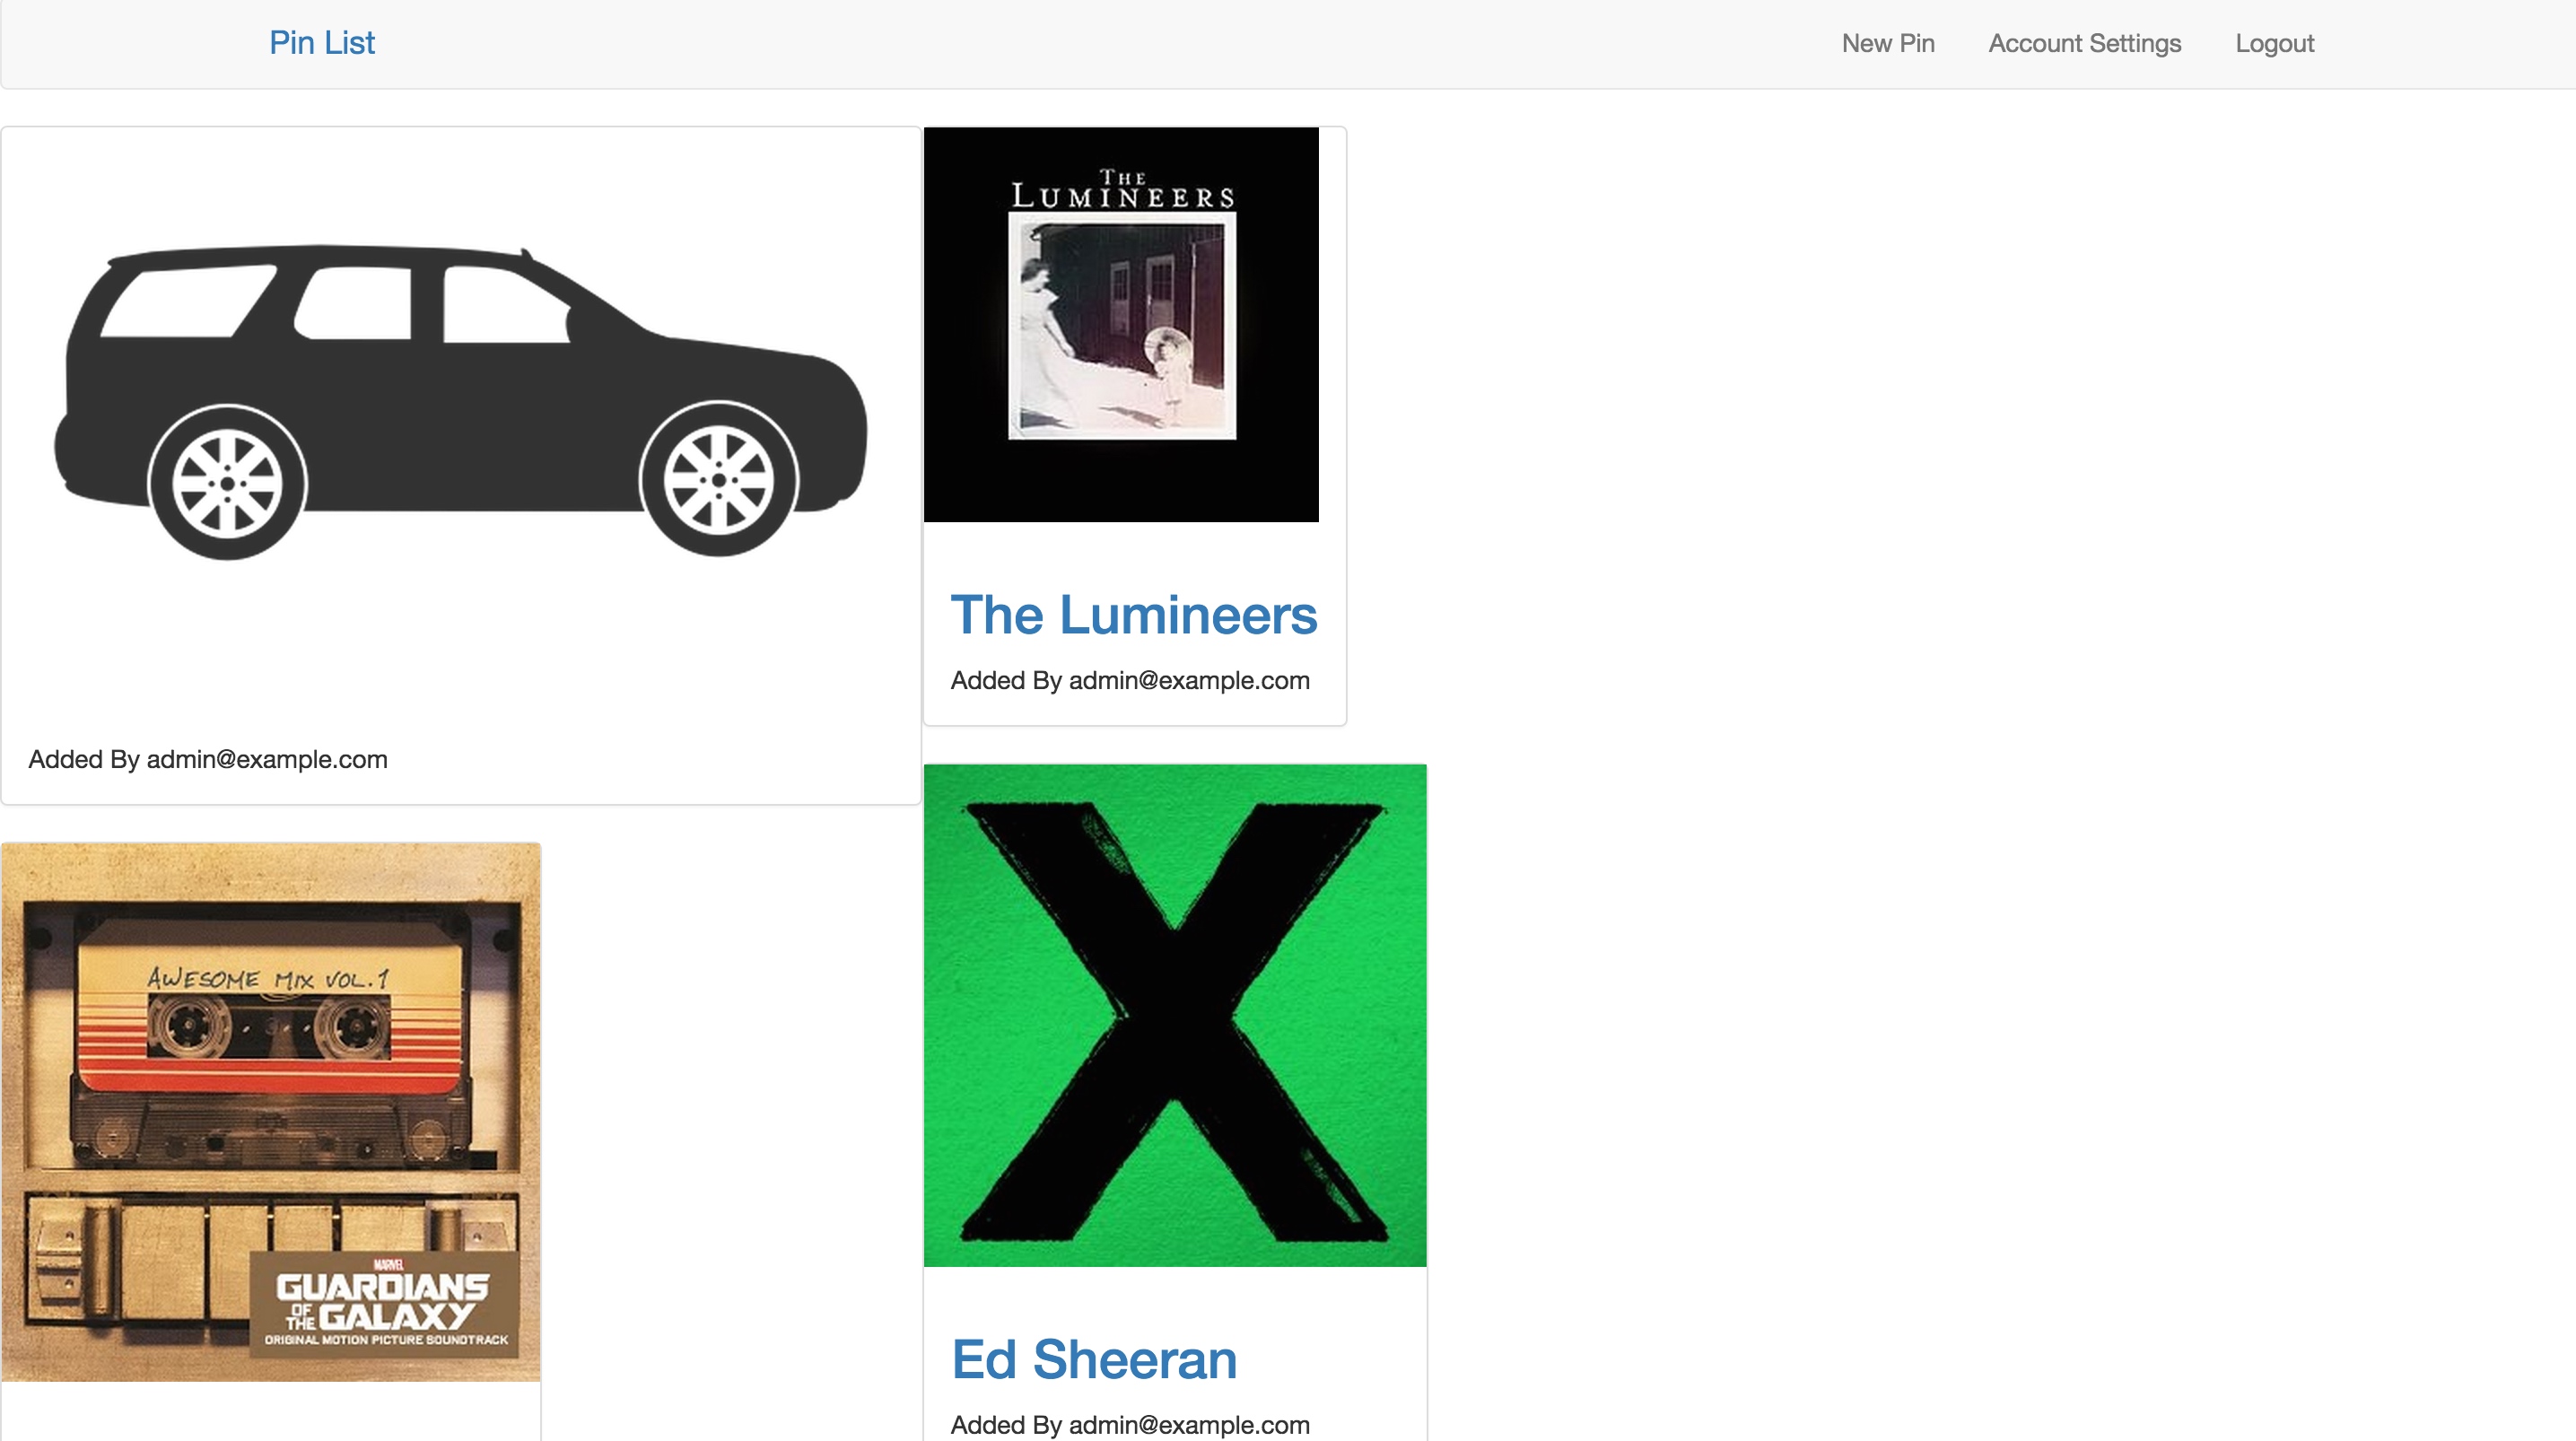 Pin List
New Pin
Account Settings
Logout
THE
LUMINEERS
The Lumineers
Added By admin@example.com
Added By admin@example.com
AWESOME MIX VOL.1
MARVEL
GUARDIANS
OF THE GALAXY
ORIGINAL MOTION PICTURE SOUNDTRACK
X
Ed Sheeran
Added By admin@example.com